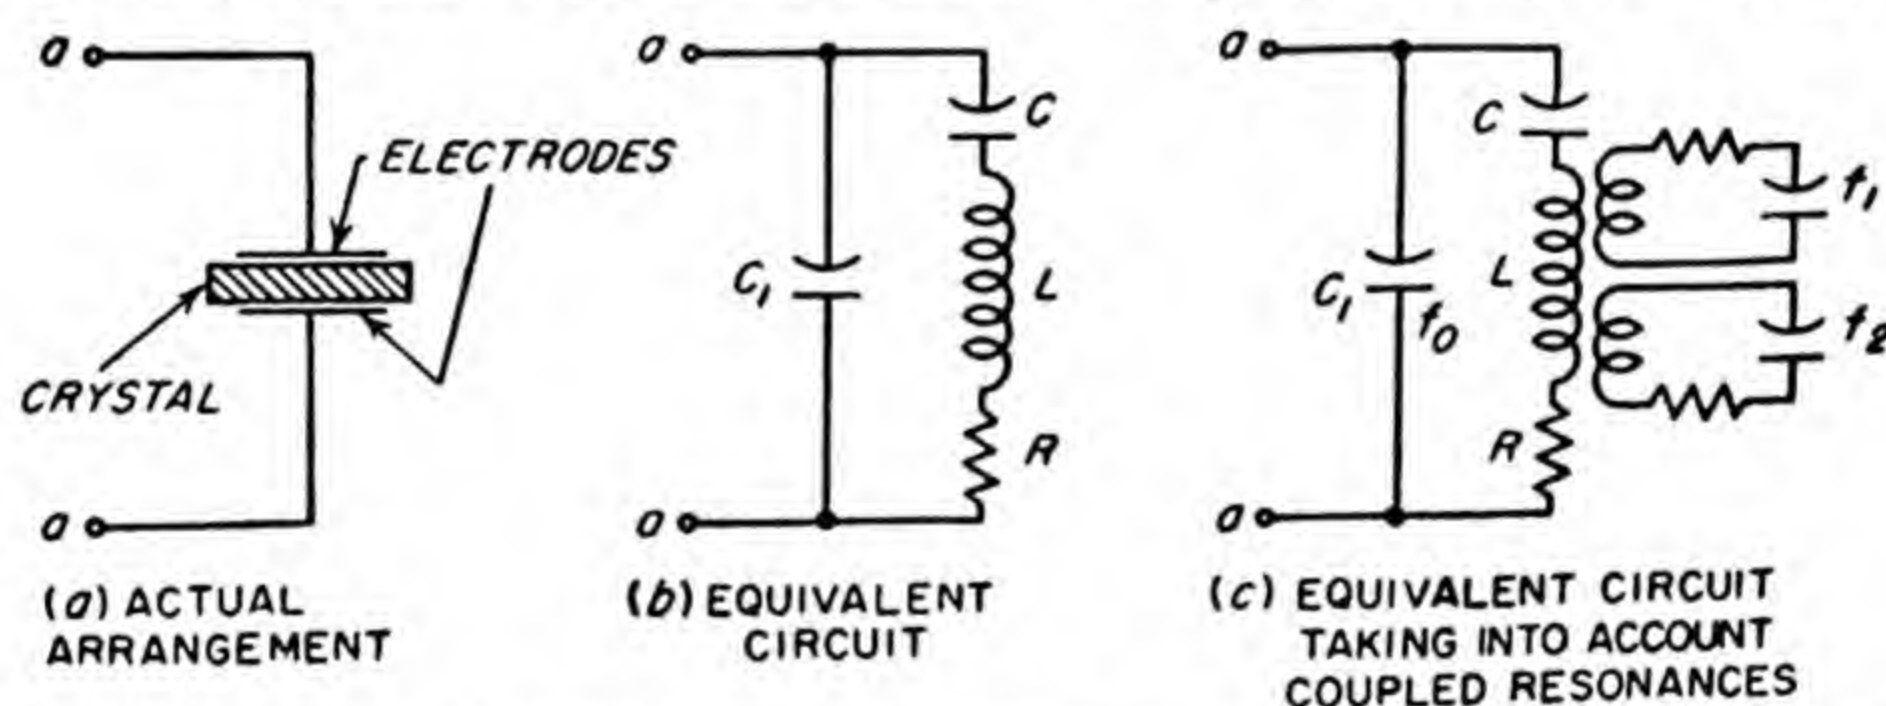 a
ELECTRODES
CRYSTAL
a
(a) ACTUAL
ARRANGEMENT
a
C
C1
L
R
a
(b) EQUIVALENT
CIRCUIT
a
C
f1
C1
f0
L
f2
R
a
(c) EQUIVALENT CIRCUIT
TAKING INTO ACCOUNT
COUPLED RESONANCES